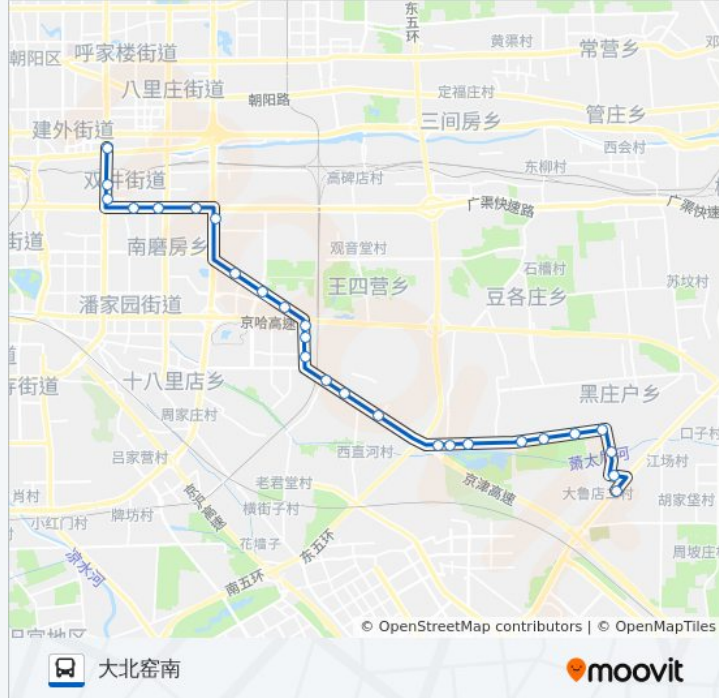 东五环
黄渠村
常营乡
呼家楼街道
朝阳区
八里庄街道
朝阳路
定福庄村
管庄乡
三间房乡
建外街道
西会村
东柳村
双井街道
高碑店村
广渠快速路
广渠快速
街道
南磨房乡
观音堂村
石槽村
苏坟村
王四营乡
豆各庄乡
潘家园街道
京哈高速
十八里店乡
街道
黑庄户乡
周家庄村
口子村
吕家营村
西直河村
萧太后河
江场村
老君堂村
京津高速
肖村
横街子村
胡家垡村
小红门村
牌坊村
京沪高速
花墙子
东五环
凉水河
南五环
© OpenStreetMap contributors | © OpenMapTiles
大北窑南
moovit